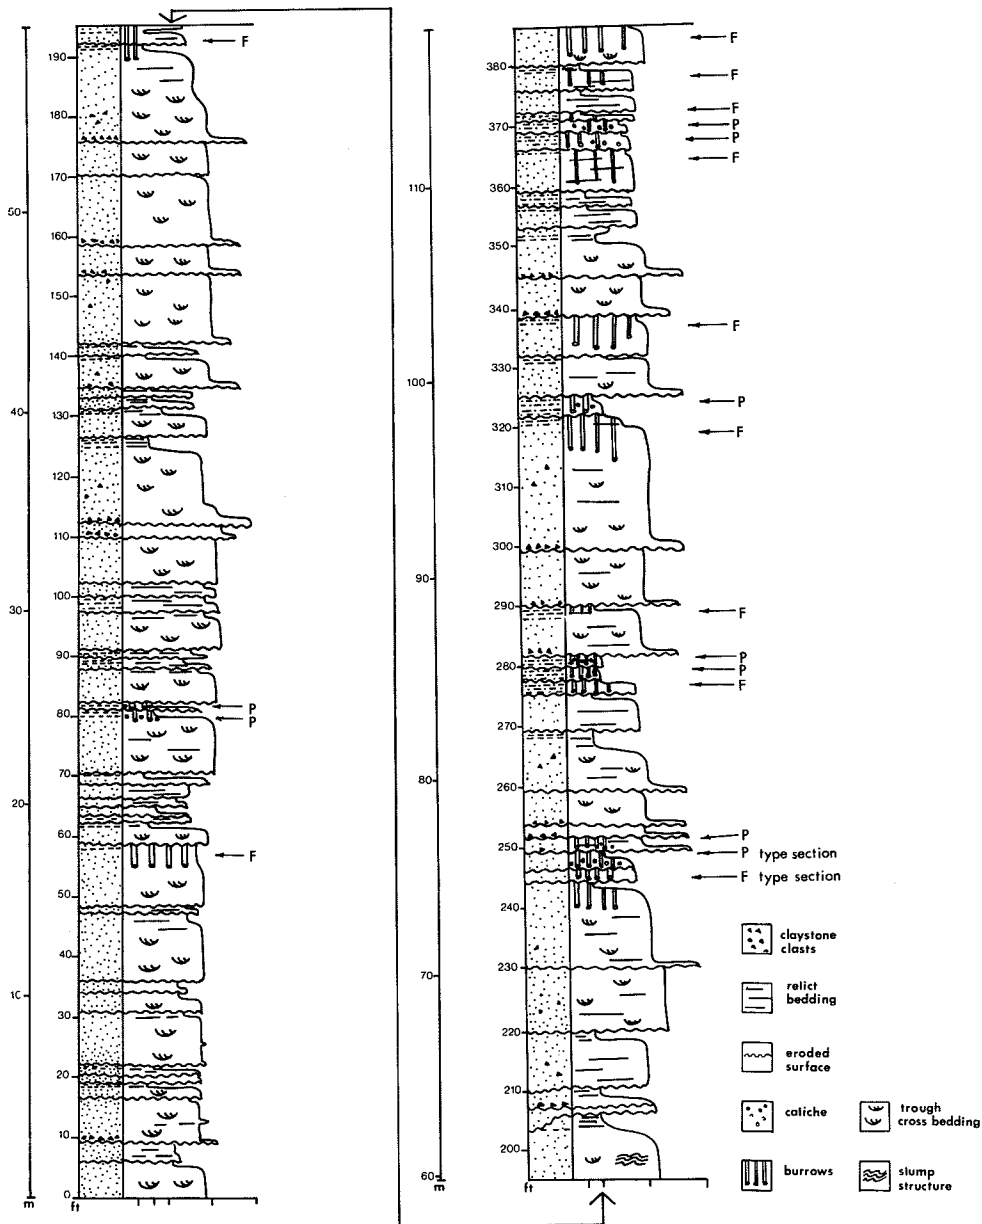 190
180
170
160
150
140
130
120
110
100
90
80
70
60
50
40
30
20
10
0
ft
50
40
30
20
10
m
F
P
P
F
380
370
360
350
340
330
320
310
300
290
280
270
260
250
240
230
220
210
200
ft
110
100
90
80
70
60
m
F
F
F
P
P
F
F
P
F
F
P
P
F
P
P type section
F type section
claystone
clasts
relict
bedding
eroded
surface
caliche
trough
cross bedding
burrows
slump
structure